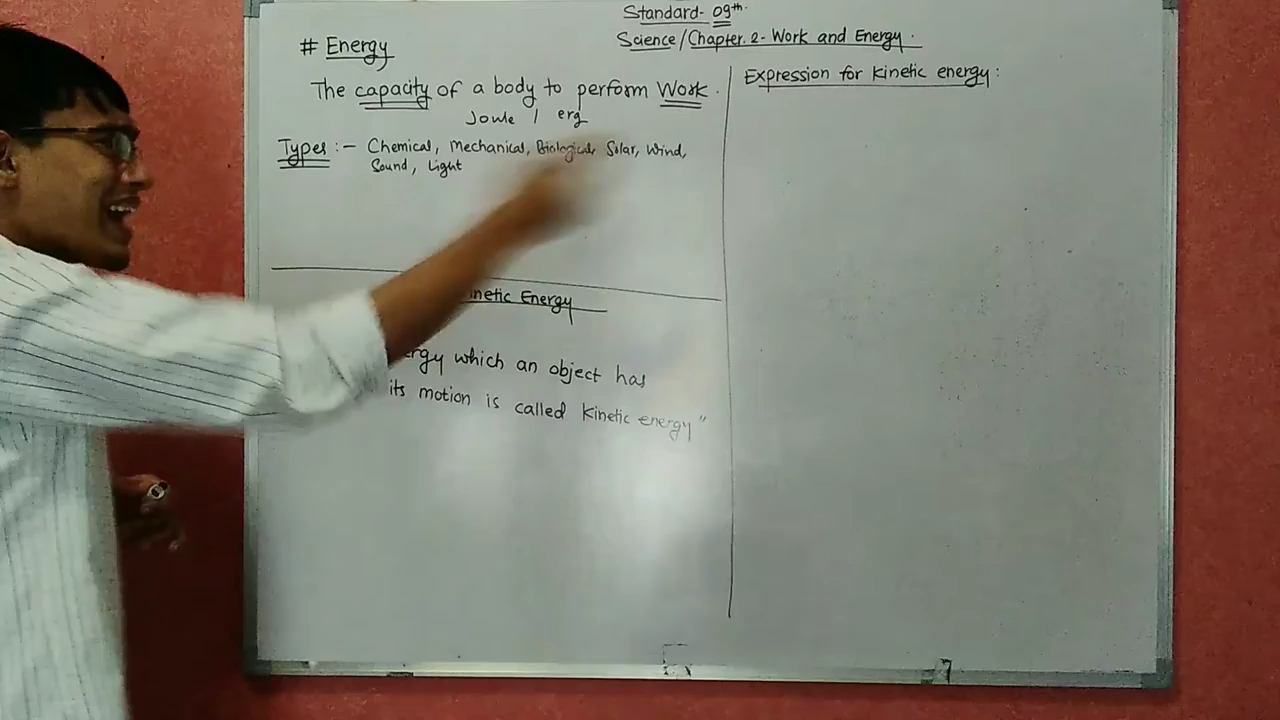 Standard- 09th.
Science/Chapter. 2- Work and Energy.
# Energy
The capacity of a body to perform Work.
Joule / erg
Types :- Chemical, Mechanical, Biological, Solar, Wind,
Sound, Light
Energy
which an object has
its motion is called Kinetic energy"
Expression for Kinetic energy: